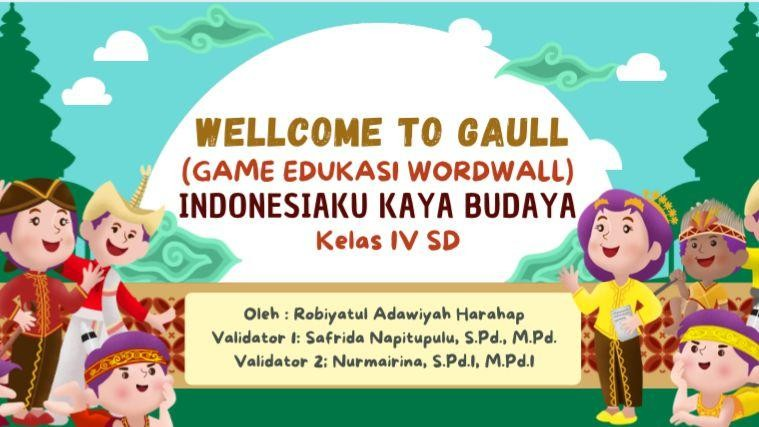 WELLCOME TO GAULL
(GAME EDUKASI WORDWALL)
INDONESIAKU KAYA BUDAYA
Kelas IV SD
Oleh : Robiyatul Adawiyah Harahap
Validator 1: Safrida Napitupulu, S.Pd., M.Pd.
Validator 2; Nurmairina, S.Pd.I, M.Pd.I